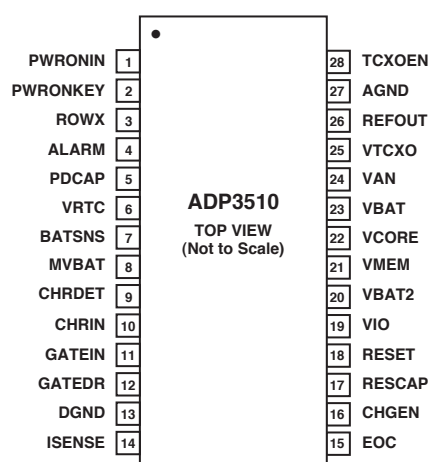 PWRONIN 1
PWRONKEY 2
ROWX 3
ALARM 4
PDCAP 5
VRTC 6
BATSNS 7
MVBAT 8
CHRDET 9
CHRIN 10
GATEIN 11
GATEDR 12
DGND 13
ISENSE 14
ADP3510
TOP VIEW
(Not to Scale)
28 TCXOEN
27 AGND
26 REFOUT
25 VTCXO
24 VAN
23 VBAT
22 VCORE
21 VMEM
20 VBAT2
19 VIO
18 RESET
17 RESCAP
16 CHGEN
15 EOC